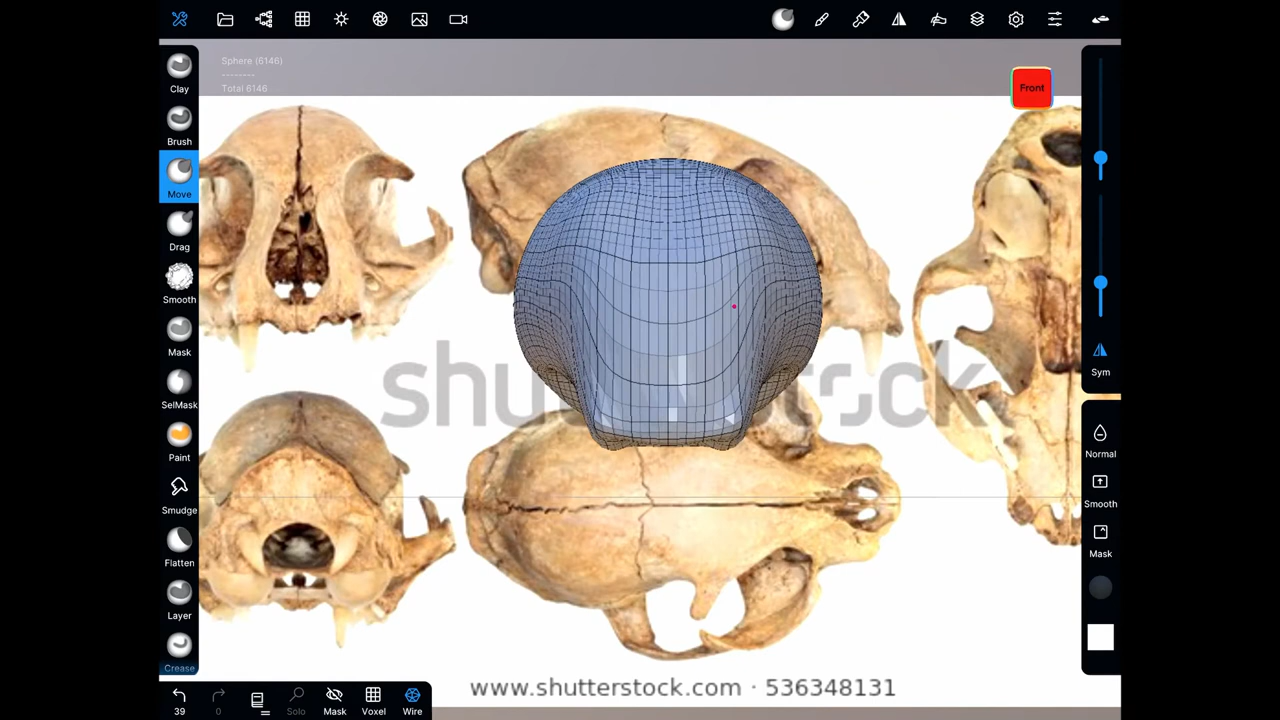 Sphere (6146)
--------
Total 6146
Front
Clay
Brush
Move
Drag
Smooth
Mask
SelMask
Paint
Smudge
Flatten
Layer
Crease
Sym
Normal
Smooth
Mask
39
0
Solo
Mask
Voxel
Wire
www.shutterstock.com · 536348131